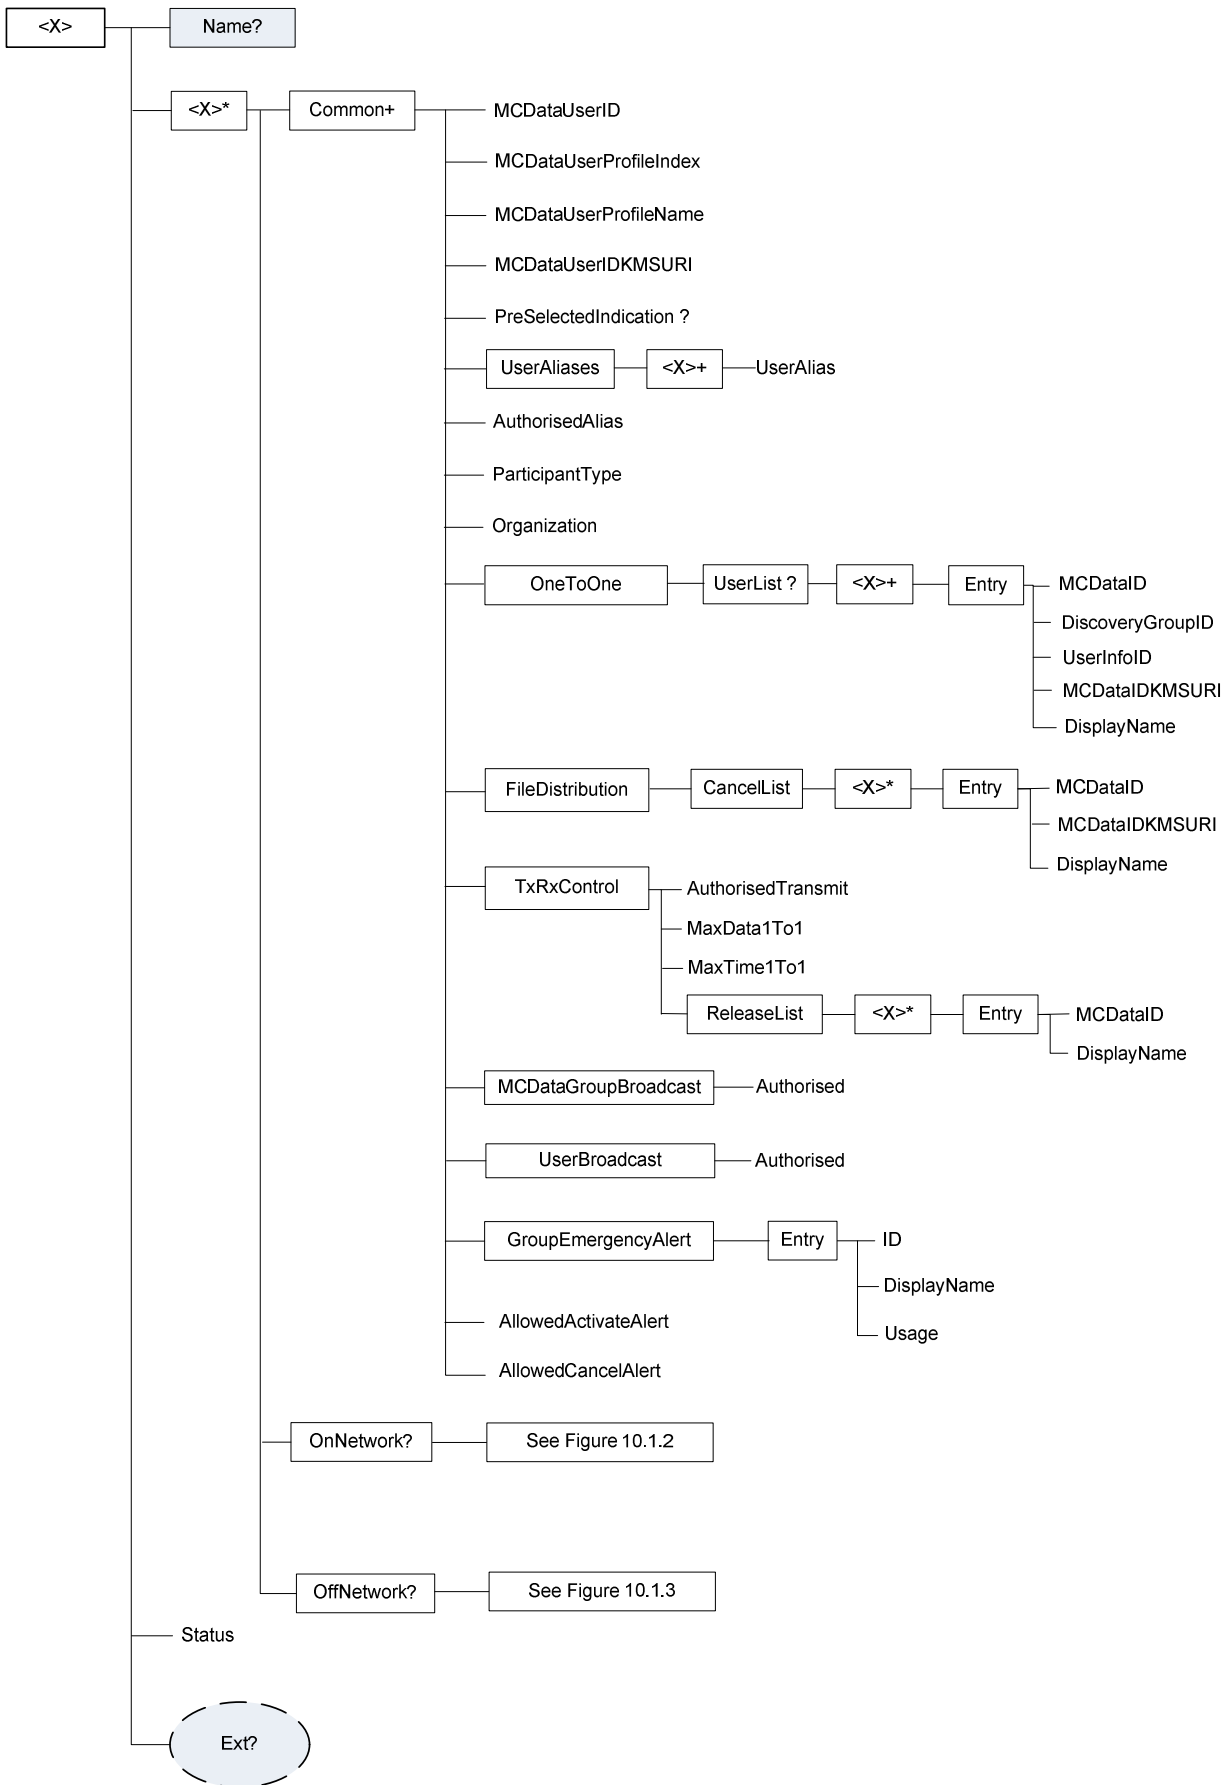 <X>
Name?
<X>*
Common+
MCDataUserID
MCDataUserProfileIndex
MCDataUserProfileName
MCDataUserIDKMSURI
PreSelectedIndication ?
UserAliases
<X>+
UserAlias
AuthorisedAlias
ParticipantType
Organization
OneToOne
UserList ?
<X>+
Entry
MCDataID
DiscoveryGroupID
UserInfoID
MCDataIDKMSURI
DisplayName
FileDistribution
CancelList
<X>*
Entry
MCDataID
MCDataIDKMSURI
DisplayName
TxRxControl
AuthorisedTransmit
MaxData1To1
MaxTime1To1
ReleaseList
<X>*
Entry
MCDataID
DisplayName
MCDataGroupBroadcast
Authorised
UserBroadcast
Authorised
GroupEmergencyAlert
Entry
ID
DisplayName
Usage
AllowedActivateAlert
AllowedCancelAlert
OnNetwork?
See Figure 10.1.2
OffNetwork?
See Figure 10.1.3
Status
Ext?